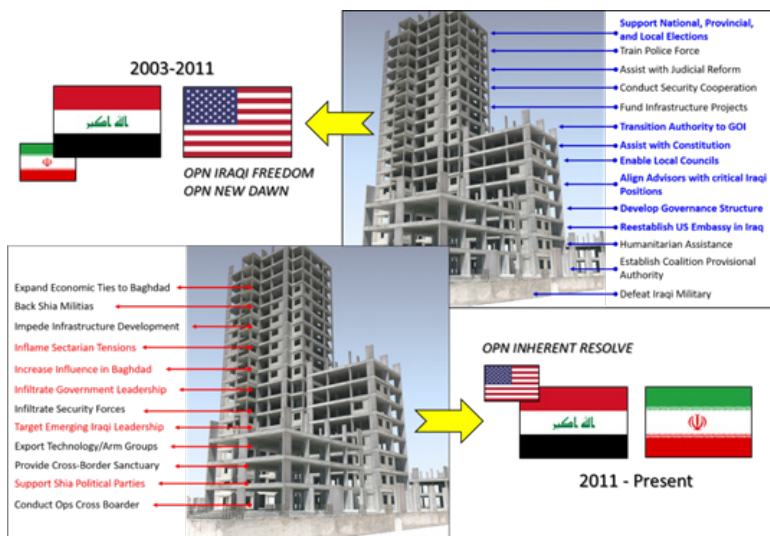 2003-2011
الله اكبر
OPN IRAQI FREEDOM
OPN NEW DAWN
Support National, Provincial,
and Local Elections
Train Police Force
Assist with Judicial Reform
Conduct Security Cooperation
Fund Infrastructure Projects
Transition Authority to GOI
Assist with Constitution
Enable Local Councils
Align Advisors with critical Iraqi
Positions
Develop Governance Structure
Reestablish US Embassy in Iraq
Humanitarian Assistance
Establish Coalition Provisional
Authority
Defeat Iraqi Military
Expand Economic Ties to Baghdad
Back Shia Militias
Impede Infrastructure Development
Inflame Sectarian Tensions
Increase Influence in Baghdad
Infiltrate Government Leadership
Infiltrate Security Forces
Target Emerging Iraqi Leadership
Export Technology/Arm Groups
Provide Cross-Border Sanctuary
Support Shia Political Parties
Conduct Ops Cross Boarder
OPN INHERENT RESOLVE
الله اكبر
2011 - Present